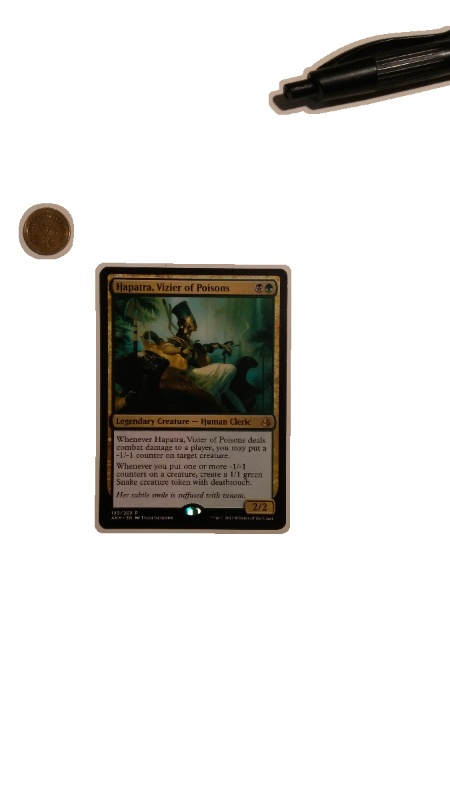 Hapatra, Vizier of Poisons
Legendary Creature — Human Cleric
Whenever Hapatra, Vizier of Poisons deals
combat damage to a player, you may put a
-1/-1 counter on target creature.
Whenever you put one or more -1/-1
counters on a creature, create a 1/1 green
Snake creature token with deathtouch.
Her subtle smile is suffused with venom.
2/2